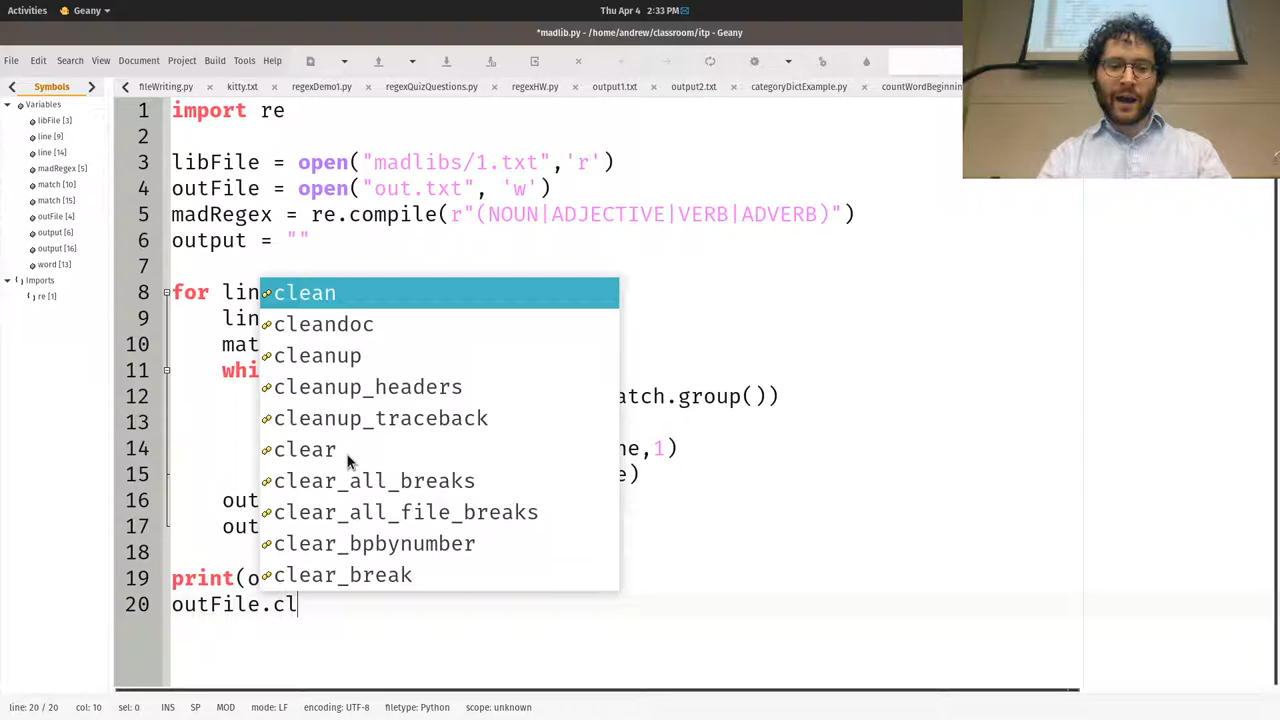 Activities
Geany
Thu Apr 4 2:33 PM
*madlib.py - /home/andrew/classroom/itp - Geany
File Edit Search View Document Project Build Tools Help
Symbols
fileWriting.py kitty.txt regexDemo1.py regexQuizQuestions.py regexHW.py output1.txt output2.txt categoryDictExample.py countWordBeginnin
Variables
libFile [3]
line [9]
line [14]
madRegex [5]
match [10]
match [15]
outFile [4]
output [6]
output [16]
word [13]
Imports
re [1]
1 import re
2
3 libFile = open("madlibs/1.txt",'r')
4 outFile = open("out.txt", 'w')
5 madRegex = re.compile(r"(NOUN|ADJECTIVE|VERB|ADVERB)")
6 output = ""
7
8 for lin
9 lin
10 mat
11 whi
12 atch.group())
13
14 ne,1)
15 e)
16 out
17 out
18
19 print(o
20 outFile.cl
clean
cleandoc
cleanup
cleanup_headers
cleanup_traceback
clear
clear_all_breaks
clear_all_file_breaks
clear_bpbynumber
clear_break
line: 20 / 20 col: 10 sel: 0 INS SP MOD mode: LF encoding: UTF-8 filetype: Python scope: unknown